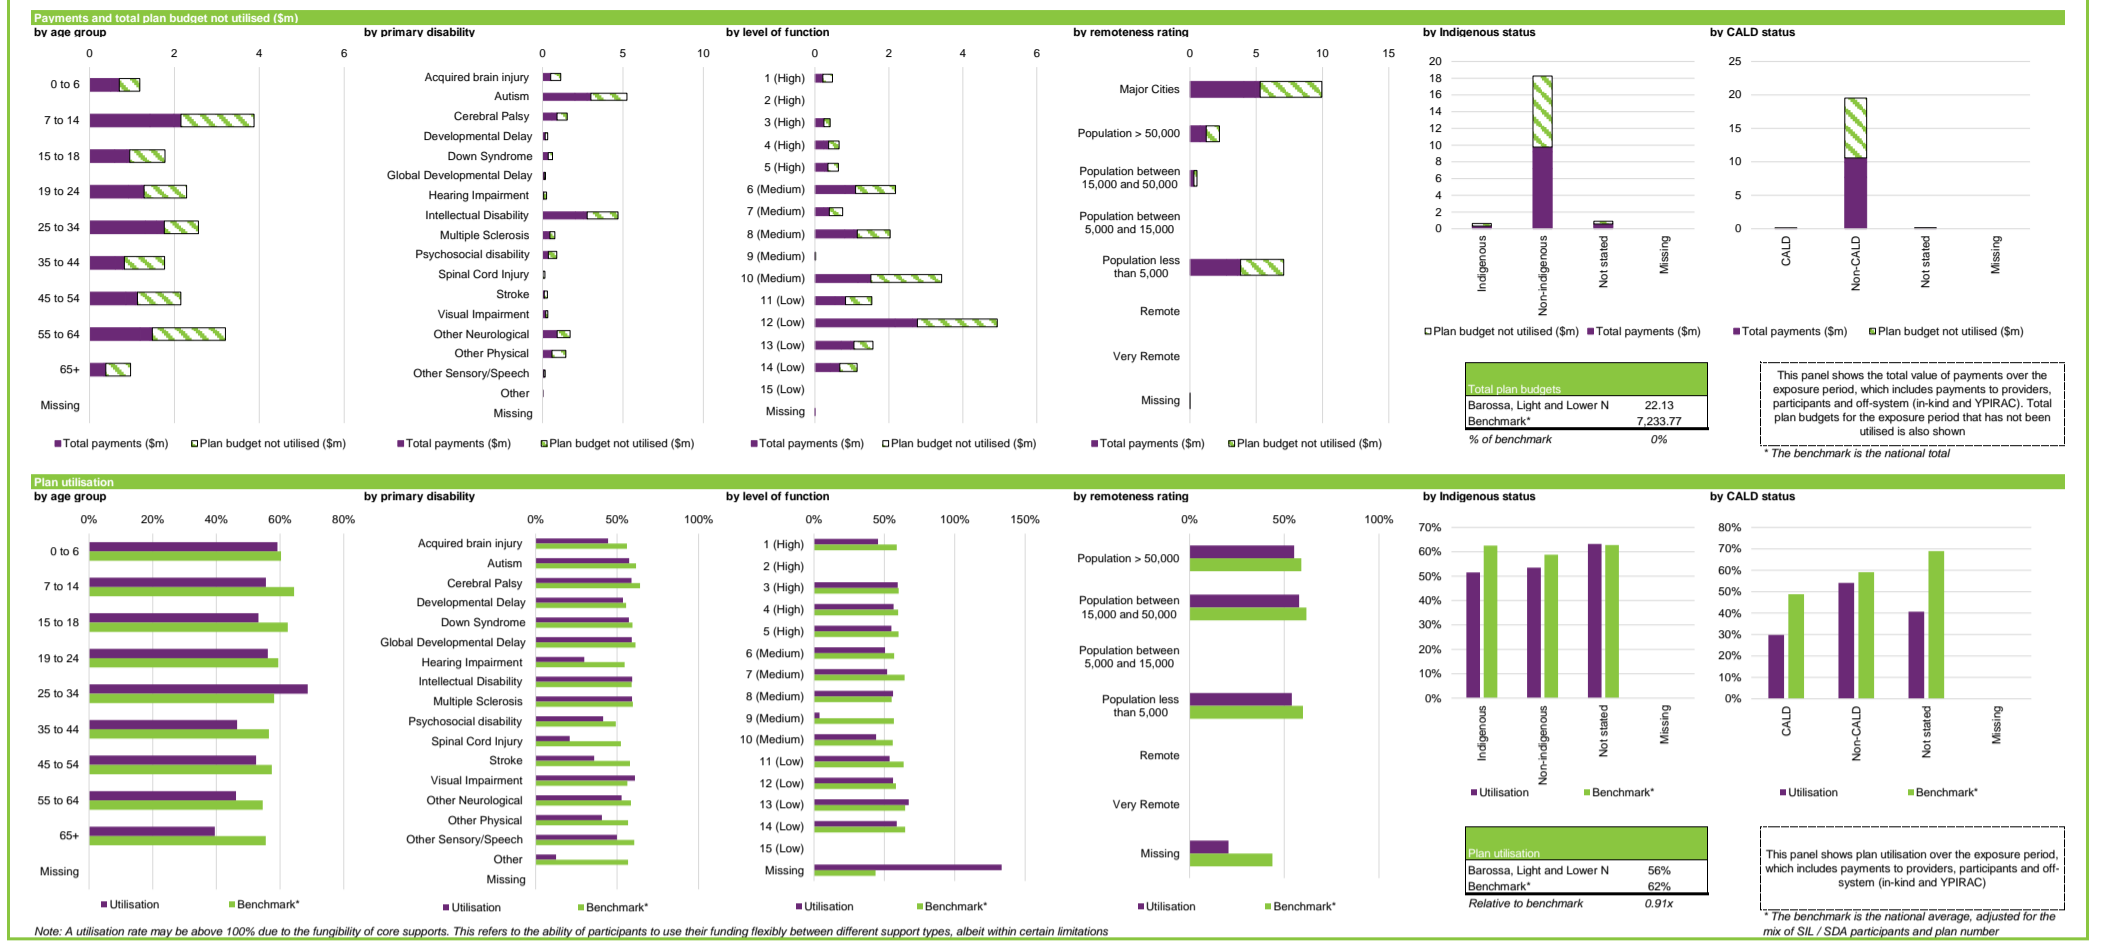 Payments and total plan budget not utilised ($m)
by age group
0 2 4 6
0 to 6
7 to 14
15 to 18
19 to 24
25 to 34
35 to 44
45 to 54
55 to 64
65+
Missing
Total payments ($m) Plan budget not utilised ($m)
by primary disability
0 5 10
Acquired brain injury
Autism
Cerebral Palsy
Developmental Delay
Down Syndrome
Global Developmental Delay
Hearing Impairment
Intellectual Disability
Multiple Sclerosis
Psychosocial disability
Spinal Cord Injury
Stroke
Visual Impairment
Other Neurological
Other Physical
Other Sensory/Speech
Other
Missing
Total payments ($m) Plan budget not utilised ($m)
by level of function
0 2 4 6
1 (High)
2 (High)
3 (High)
4 (High)
5 (High)
6 (Medium)
7 (Medium)
8 (Medium)
9 (Medium)
10 (Medium)
11 (Low)
12 (Low)
13 (Low)
14 (Low)
15 (Low)
Missing
Total payments ($m) Plan budget not utilised ($m)
by remoteness rating
0 5 10 15
Major Cities
Population > 50,000
Population between
15,000 and 50,000
Population between
5,000 and 15,000
Population less
than 5,000
Remote
Very Remote
Missing
Total payments ($m) Plan budget not utilised ($m)
by Indigenous status
20
18
16
14
12
10
8
6
4
2
0
Indigenous
Non-indigenous
Not stated
Missing
Plan budget not utilised ($m) Total payments ($m)
by CALD status
25
20
15
10
5
0
CALD
Non-CALD
Not stated
Missing
Total payments ($m) Plan budget not utilised ($m)
Total plan budgets
Barossa, Light and Lower N 22.13
Benchmark* 7,233.77
% of benchmark 0%
This panel shows the total value of payments over the
exposure period, which includes payments to providers,
participants and off-system (in-kind and YPIRAC). Total
plan budgets for the exposure period that has not been
utilised is also shown
* The benchmark is the national total
Plan utilisation
by age group
0% 20% 40% 60% 80%
0 to 6
7 to 14
15 to 18
19 to 24
25 to 34
35 to 44
45 to 54
55 to 64
65+
Missing
Utilisation Benchmark*
by primary disability
0% 50% 100%
Acquired brain injury
Autism
Cerebral Palsy
Developmental Delay
Down Syndrome
Global Developmental Delay
Hearing Impairment
Intellectual Disability
Multiple Sclerosis
Psychosocial disability
Spinal Cord Injury
Stroke
Visual Impairment
Other Neurological
Other Physical
Other Sensory/Speech
Other
Missing
Utilisation Benchmark*
by level of function
0% 50% 100% 150%
1 (High)
2 (High)
3 (High)
4 (High)
5 (High)
6 (Medium)
7 (Medium)
8 (Medium)
9 (Medium)
10 (Medium)
11 (Low)
12 (Low)
13 (Low)
14 (Low)
15 (Low)
Missing
Utilisation Benchmark*
by remoteness rating
0% 50% 100%
Population > 50,000
Population between
15,000 and 50,000
Population between
5,000 and 15,000
Population less
than 5,000
Remote
Very Remote
Missing
Utilisation Benchmark*
by Indigenous status
70%
60%
50%
40%
30%
20%
10%
0%
Indigenous
Non-indigenous
Not stated
Missing
Utilisation Benchmark*
by CALD status
80%
70%
60%
50%
40%
30%
20%
10%
0%
CALD
Non-CALD
Not stated
Missing
Utilisation Benchmark*
Plan utilisation
Barossa, Light and Lower N 56%
Benchmark* 62%
Relative to benchmark 0.91x
This panel shows plan utilisation over the exposure period,
which includes payments to providers, participants and off-
system (in-kind and YPIRAC)
* The benchmark is the national average, adjusted for the
mix of SIL / SDA participants and plan number
Note: A utilisation rate may be above 100% due to the fungibility of core supports. This refers to the ability of participants to use their funding flexibly between different support types, albeit within certain limitations